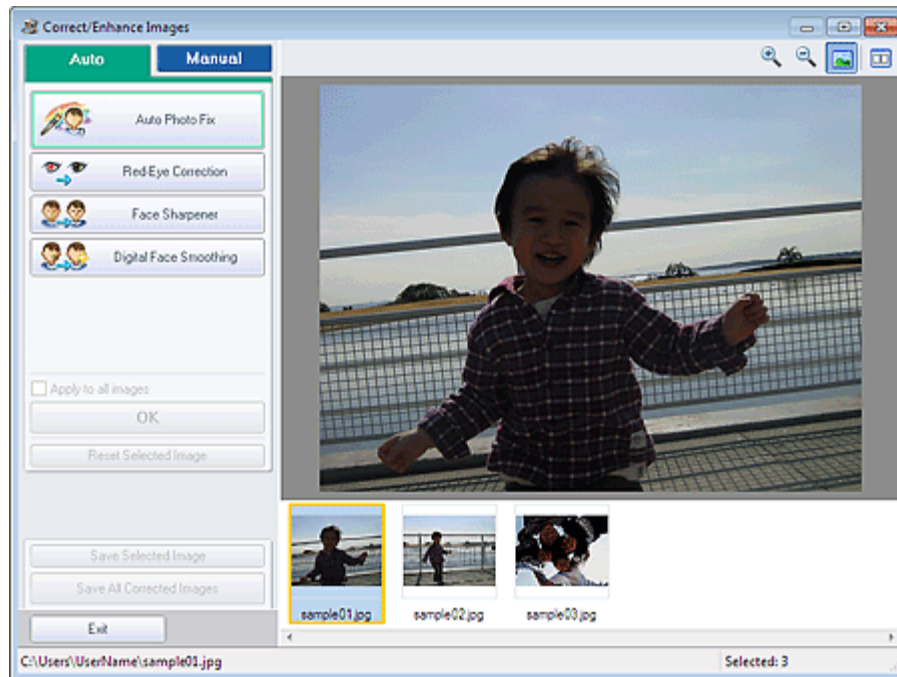 Correct/Enhance Images
Auto
Manual
Auto Photo Fix
Red-Eye Correction
Face Sharpener
Digital Face Smoothing
Apply to all images
OK
Reset Selected Image
Save Selected Image
Save All Corrected Images
Exit
sample01.jpg
sample02.jpg
sample03.jpg
C:\Users\UserName\sample01.jpg
Selected: 3